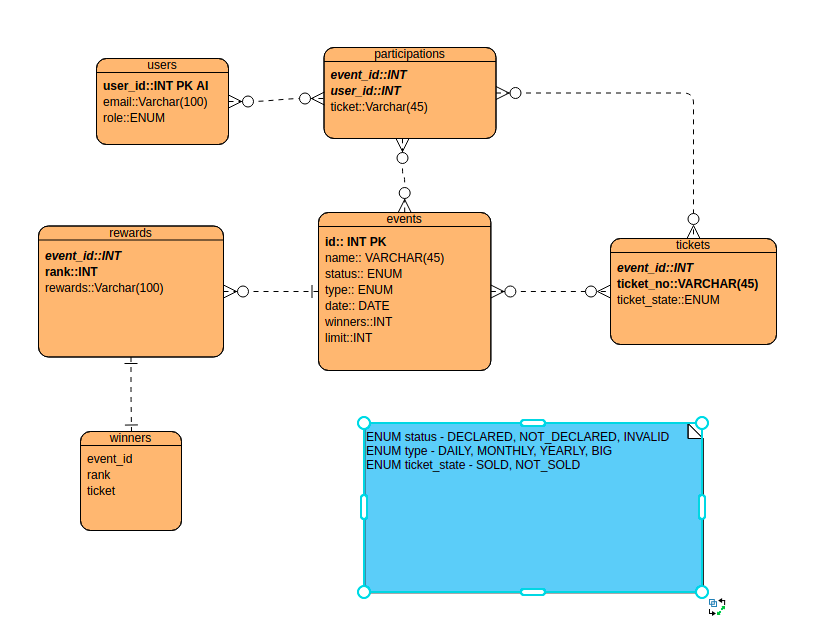 users
user_id::INT PK AI
email::Varchar(100)
role::ENUM
participations
event_id::INT
user_id::INT
ticket::Varchar(45)
rewards
event_id::INT
rank::INT
rewards::Varchar(100)
events
id:: INT PK
name:: VARCHAR(45)
status:: ENUM
type:: ENUM
date:: DATE
winners::INT
limit::INT
tickets
event_id::INT
ticket_no::VARCHAR(45)
ticket_state::ENUM
winners
event_id
rank
ticket
ENUM status - DECLARED, NOT_DECLARED, INVALID
ENUM type - DAILY, MONTHLY, YEARLY, BIG
ENUM ticket_state - SOLD, NOT_SOLD